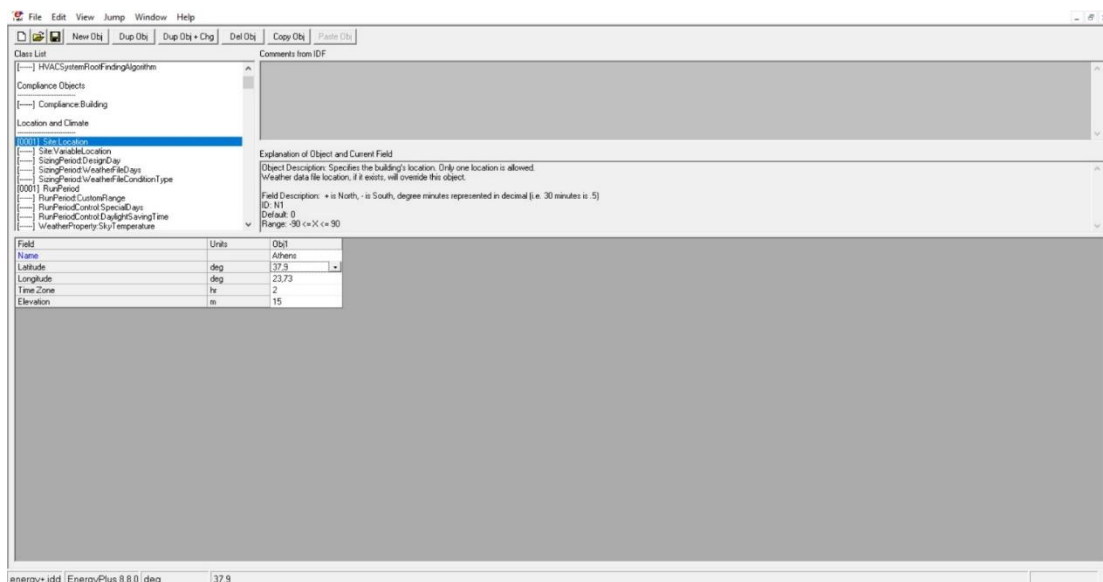 File Edit View Jump Window Help
New Obj Dup Obj Dup Obj + Chg Del Obj Copy Obj Paste Obj
Class List
Comments from IDF
[-----] HVACSystemRootFindingAlgorithm
Compliance Objects
-------------------------
[-----] Compliance:Building
Location and Climate
-------------------------
[0001] Site:Location
[-----] Site:VariableLocation
[-----] SizingPeriod:DesignDay
[-----] SizingPeriod:WeatherFileDays
[-----] SizingPeriod:WeatherFileConditionType
[0001] RunPeriod
[-----] RunPeriod:CustomRange
[-----] RunPeriodControl:SpecialDays
[-----] RunPeriodControl:DaylightSavingTime
[-----] WeatherProperty:SkyTemperature
Explanation of Object and Current Field
Object Description: Specifies the building's location. Only one location is allowed.
Weather data file location, if it exists, will override this object.
Field Description: + is North, - is South, degree minutes represented in decimal (i.e. 30 minutes is .5)
ID: N1
Default: 0
Range: -90 <= X <= 90
Field Units Obj1
Name Athens
Latitude deg 37,9
Longitude deg 23,73
Time Zone hr 2
Elevation m 15
energy+.idd EnergyPlus 8.8.0 deg 37.9